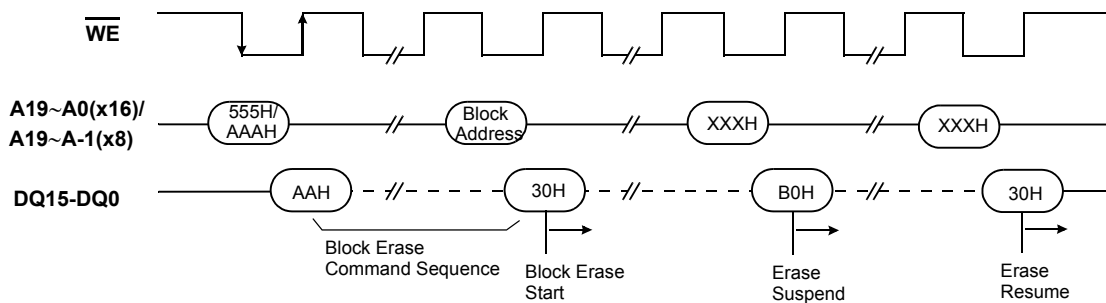 WE
A19~A0(x16)/
A19~A-1(x8)
555H/
AAAH
Block
Address
XXXH
XXXH
DQ15-DQ0
AAH
30H
B0H
30H
Block Erase
Command Sequence
Block Erase
Start
Erase
Suspend
Erase
Resume